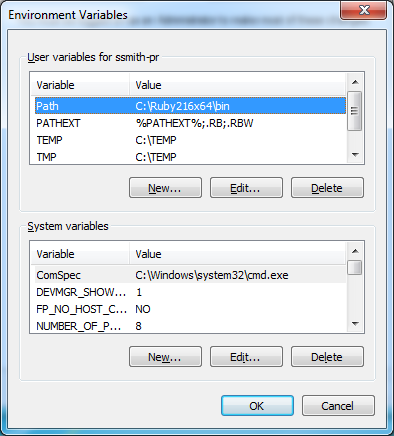 Environment Variables
User variables for ssmith-pr
Variable Value
Path C:\Ruby216x64\bin
PATHEXT %PATHEXT%;.RB;.RBW
TEMP C:\TEMP
TMP C:\TEMP
New... Edit... Delete
System variables
Variable Value
ComSpec C:\Windows\system32\cmd.exe
DEVMGR_SHOW... 1
FP_NO_HOST_C... NO
NUMBER_OF_P... 8
New... Edit... Delete
OK Cancel